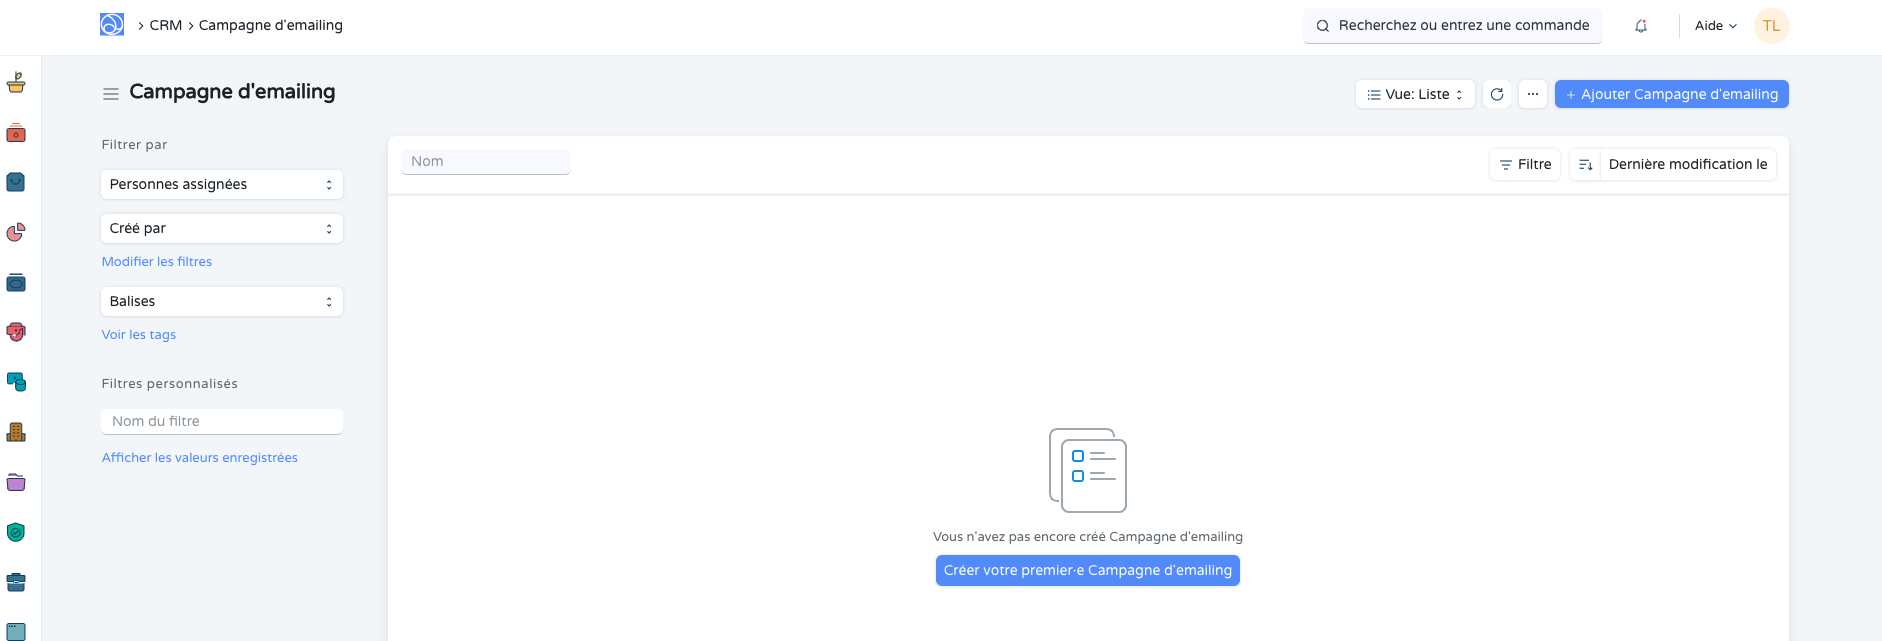 CRM Campagne d'emailing
Recherchez ou entrez une commande
Aide
TL
Campagne d'emailing
Vue: Liste
Ajouter Campagne d'emailing
Filtrer par
Personnes assignées
Créé par
Modifier les filtres
Balises
Voir les tags
Filtres personnalisés
Nom du filtre
Afficher les valeurs enregistrées
Nom
Filtre
Dernière modification le
Vous n'avez pas encore créé Campagne d'emailing
Créer votre premier·e Campagne d'emailing